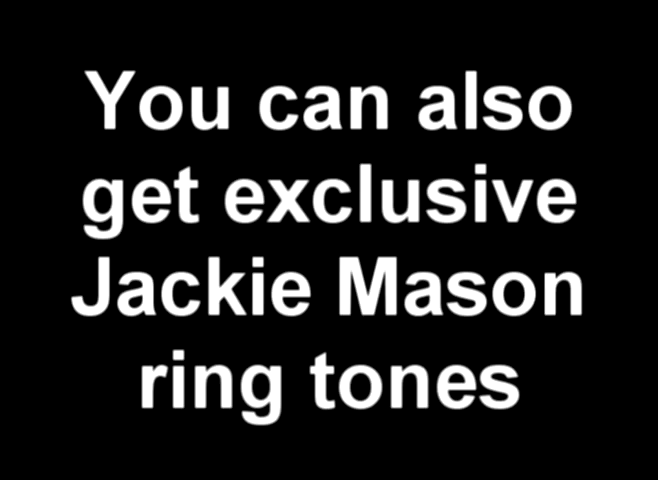 You can also
get exclusive
Jackie Mason
ring tones